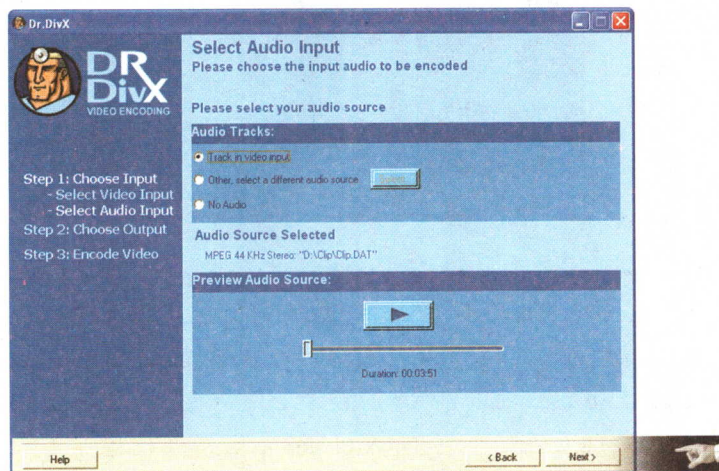 Dr.DivX
DR
DivX
VIDEO ENCODING
Step 1: Choose Input
- Select Video Input
- Select Audio Input
Step 2: Choose Output
Step 3: Encode Video
Select Audio Input
Please choose the input audio to be encoded
Please select your audio source
Audio Tracks:
Track in video input
Other, select a different audio source
No Audio
Audio Source Selected
MPEG 44 KHz Stereo: "D:\Clip\Clip.DAT"
Preview Audio Source:
Duration: 00:03:51
Help
< Back
Next >